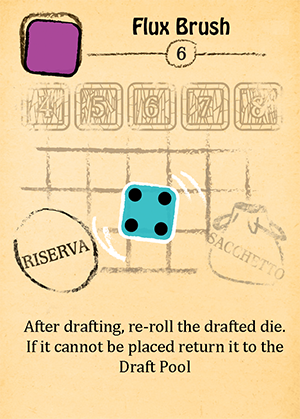 Flux Brush
6
4 5 6 7 8
RISERVA
SACCHETTO
After drafting, re-roll the drafted die.
If it cannot be placed return it to the
Draft Pool